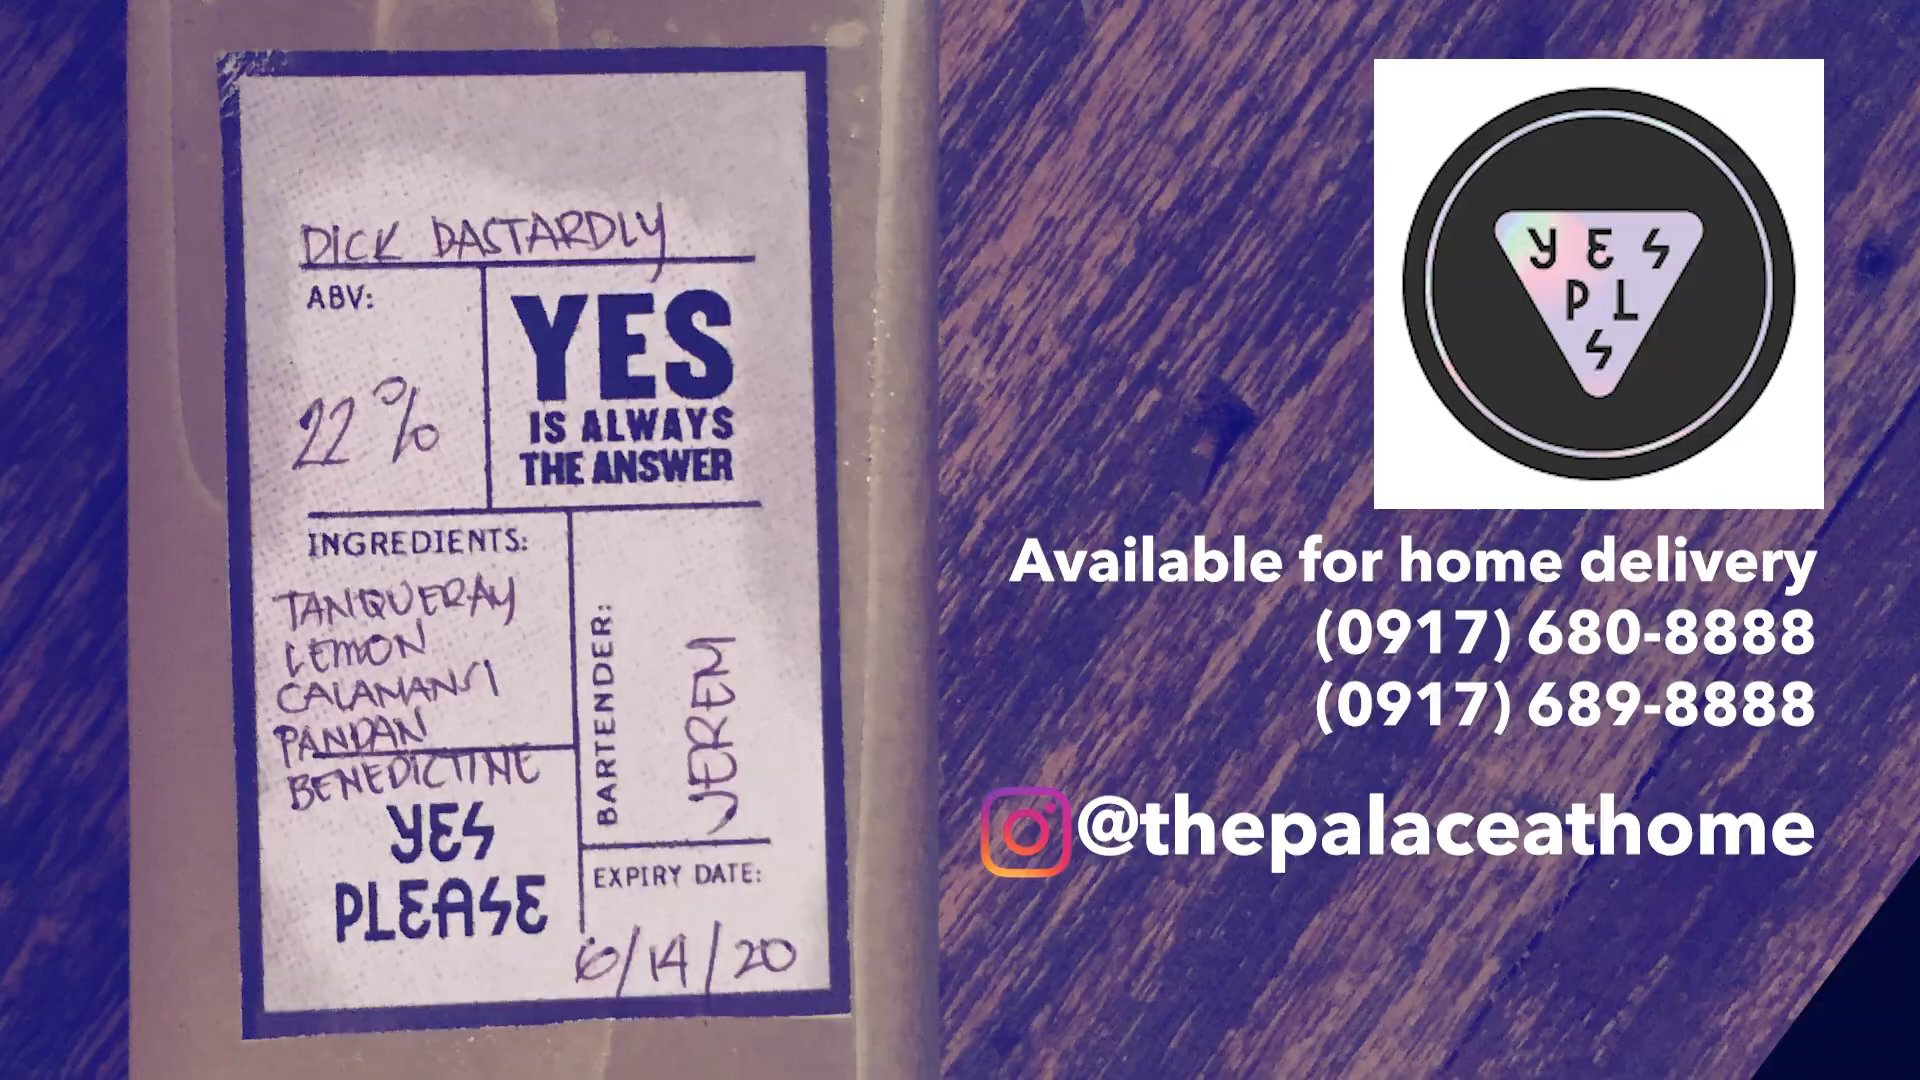 DICK DASTARDLY
ABV:
22%
YES
IS ALWAYS
THE ANSWER
INGREDIENTS:
TANQUERAY
LEMON
CALAMANSI
PANDAN
BENEDICTINE
YES
PLEASE
BARTENDER:
JEREM
EXPIRY DATE:
6/14/20
YES
PL
S
Available for home delivery
(0917) 680-8888
(0917) 689-8888
@thepalaceathome